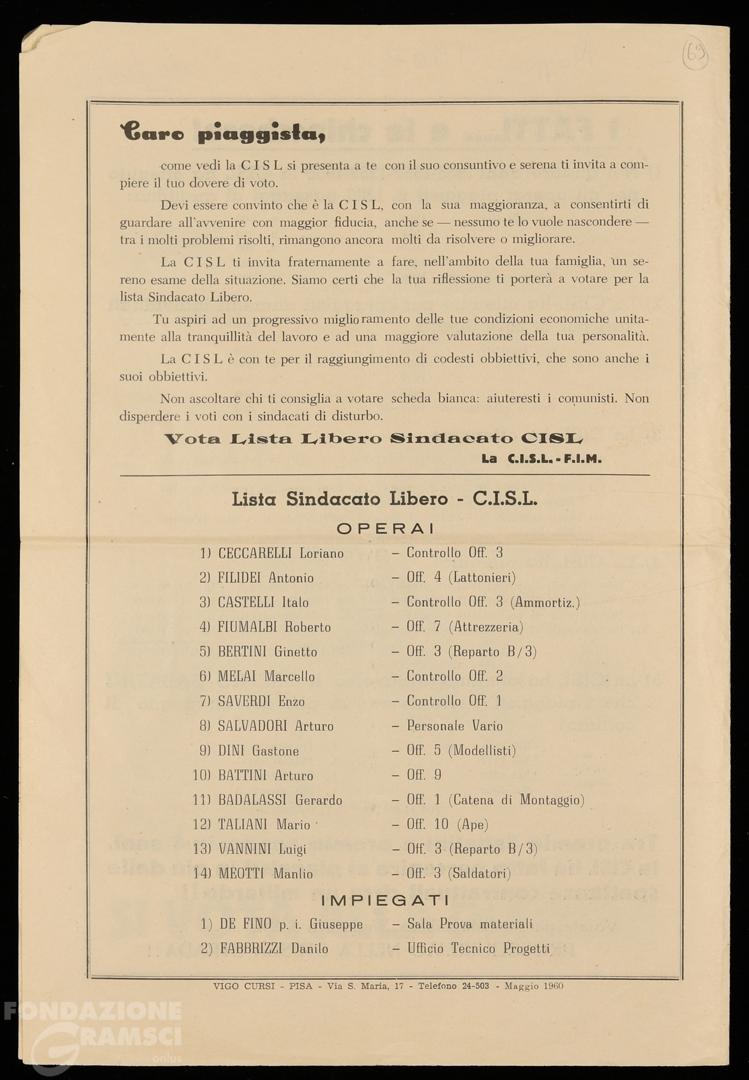 69
Caro piaggista,
come vedi la CISL si presenta a te con il suo consuntivo e serena ti invita a com-
piere il tuo dovere di voto.
Devi essere convinto che è la CISL, con la sua maggioranza, a consentirti di
guardare all'avvenire con maggior fiducia, anche se — nessuno te lo vuole nascondere —
tra i molti problemi risolti, rimangono ancora molti da risolvere o migliorare.
La CISL ti invita fraternamente a fare, nell'ambito della tua famiglia, un se-
reno esame della situazione. Siamo certi che la tua riflessione ti porterà a votare per la
lista Sindacato Libero.
Tu aspiri ad un progressivo miglioramento delle tue condizioni economiche unita-
mente alla tranquillità del lavoro e ad una maggiore valutazione della tua personalità.
La CISL è con te per il raggiungimento di codesti obbiettivi, che sono anche i
suoi obbiettivi.
Non ascoltare chi ti consiglia a votare scheda bianca: aiuteresti i comunisti. Non
disperdere i voti con i sindacati di disturbo.
Vota Lista Libero Sindacato CISL
La C.I.S.L. - F.I.M.
Lista Sindacato Libero - C.I.S.L.
OPERAI
1) CECCARELLI Loriano – Controllo Off. 3
2) FILIDEI Antonio – Off. 4 (Lattonieri)
3) CASTELLI Italo – Controllo Off. 3 (Ammortiz.)
4) FIUMALBI Roberto – Off. 7 (Attrezzeria)
5) BERTINI Ginetto – Off. 3 (Reparto B/3)
6) MELAI Marcello – Controllo Off. 2
7) SAVERDI Enzo – Controllo Off. 1
8) SALVADORI Arturo – Personale Vario
9) DINI Gastone – Off. 5 (Modellisti)
10) BATTINI Arturo – Off. 9
11) BADALASSI Gerardo – Off. 1 (Catena di Montaggio)
12) TALIANI Mario – Off. 10 (Ape)
13) VANNINI Luigi – Off. 3 (Reparto B/3)
14) MEOTTI Manlio – Off. 3 (Saldatori)
IMPIEGATI
1) DE FINO p. i. Giuseppe – Sala Prova materiali
2) FABBRIZZI Danilo – Ufficio Tecnico Progetti
VIGO CURSI - PISA - Via S. Maria, 17 - Telefono 24-503 - Maggio 1960
FONDAZIONE
GRAMSCI
onlus